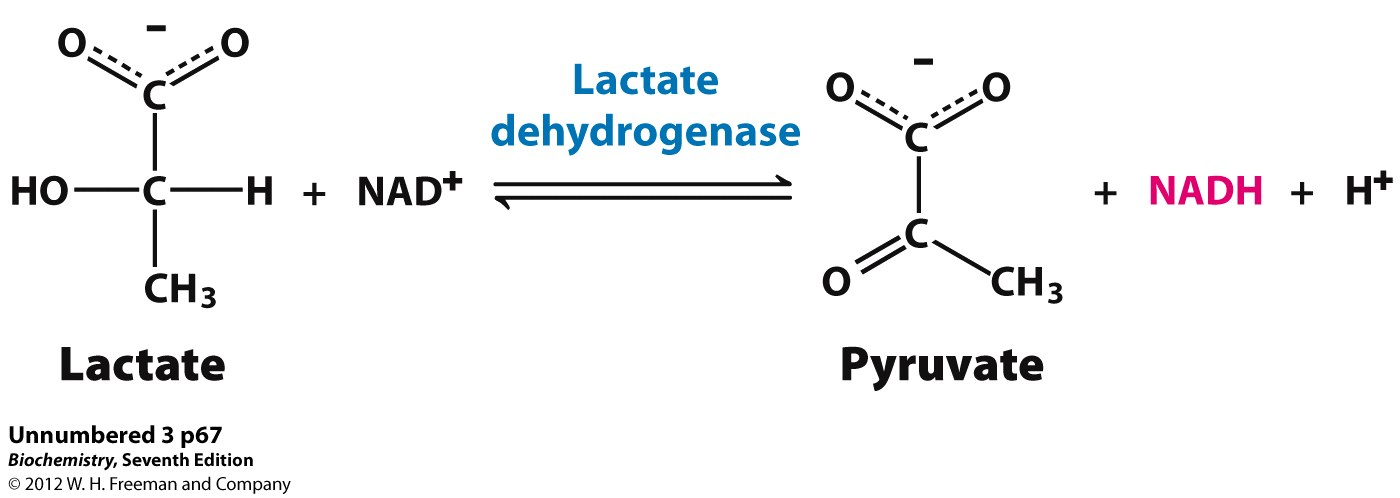 O − O
C
HO C H + NAD⁺
CH₃
Lactate
Lactate
dehydrogenase
O − O
C
C
O CH₃
Pyruvate
+ NADH + H⁺
Unnumbered 3 p67
Biochemistry, Seventh Edition
© 2012 W. H. Freeman and Company